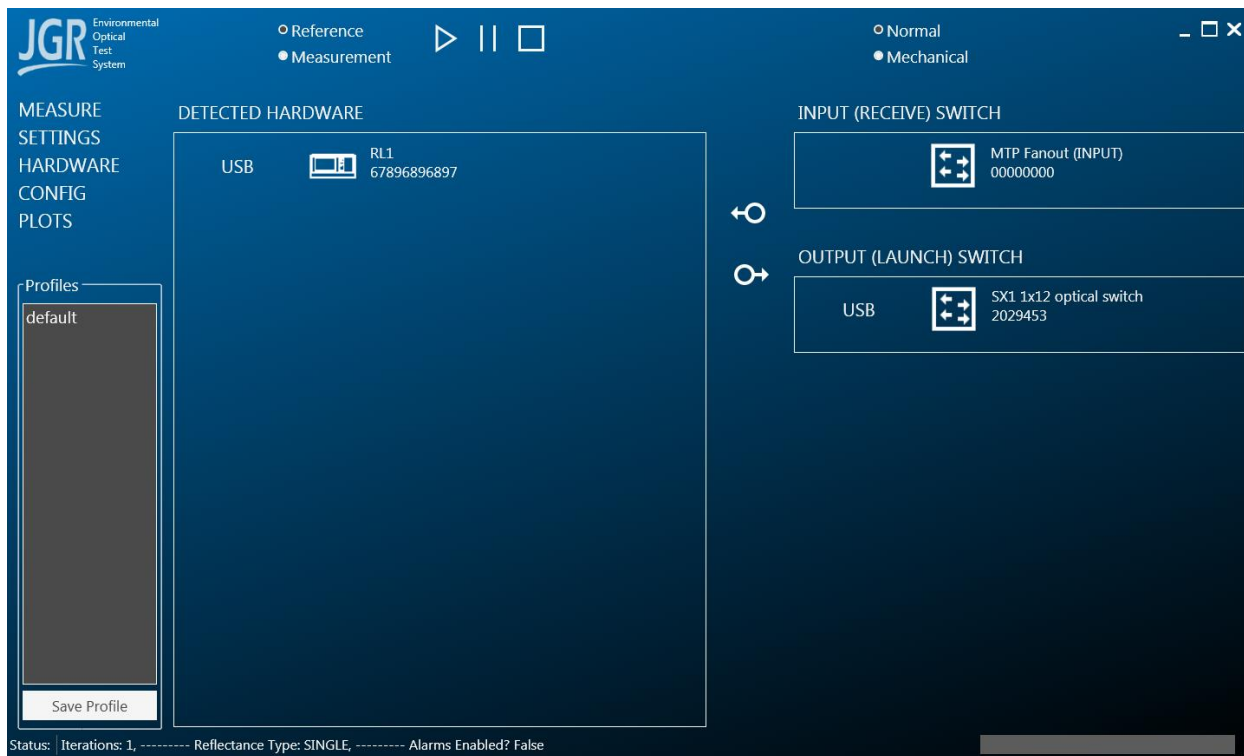 JGR
Environmental
Optical
Test
System
Reference
Measurement
Normal
Mechanical
MEASURE
SETTINGS
HARDWARE
CONFIG
PLOTS
Profiles
default
Save Profile
DETECTED HARDWARE
USB
RL1
67896896897
INPUT (RECEIVE) SWITCH
MTP Fanout (INPUT)
00000000
OUTPUT (LAUNCH) SWITCH
USB
SX1 1x12 optical switch
2029453
Status: Iterations: 1, --------- Reflectance Type: SINGLE, --------- Alarms Enabled? False